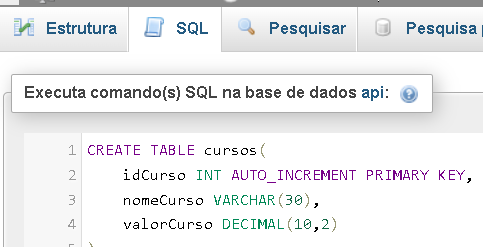 Estrutura SQL Pesquisar Pesquisa
Executa comando(s) SQL na base de dados api:
1 CREATE TABLE cursos(
2 idCurso INT AUTO_INCREMENT PRIMARY KEY,
3 nomeCurso VARCHAR(30),
4 valorCurso DECIMAL(10,2)